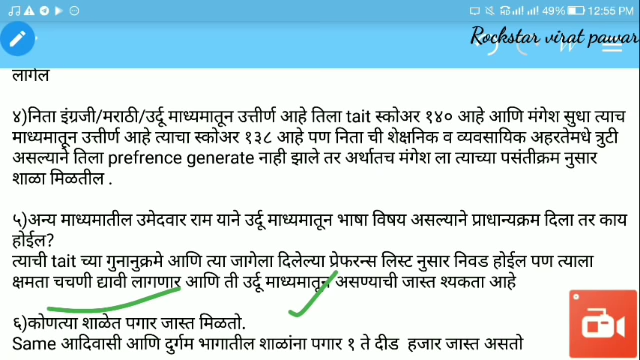 49% 12:55 PM
Rockstar virat pawar
लागेल
४)निता इंग्रजी/मराठी/उर्दू माध्यमातून उत्तीर्ण आहे तिला tait स्कोअर १४० आहे आणि मंगेश सुधा त्याच
माध्यमातून उत्तीर्ण आहे त्याचा स्कोअर १३८ आहे पण निता ची शेक्षनिक व व्यवसायिक अहरतेमधे त्रुटी
असल्याने तिला prefrence generate नाही झाले तर अर्थातच मंगेश ला त्याच्या पसंतीक्रम नुसार
शाळा मिळतील .
५)अन्य माध्यमातील उमेदवार राम याने उर्दू माध्यमातून भाषा विषय असल्याने प्राधान्यक्रम दिला तर काय
होईल?
त्याची tait च्या गुनानुक्रमे आणि त्या जागेला दिलेल्या प्रेफरन्स लिस्ट नुसार निवड होईल पण त्याला
क्षमता चचणी द्यावी लागणार आणि ती उर्दू माध्यमातून असण्याची जास्त श्यकता आहे
६)कोणत्या शाळेत पगार जास्त मिळतो.
Same आदिवासी आणि दुर्गम भागातील शाळांना पगार १ ते दीड हजार जास्त असतो